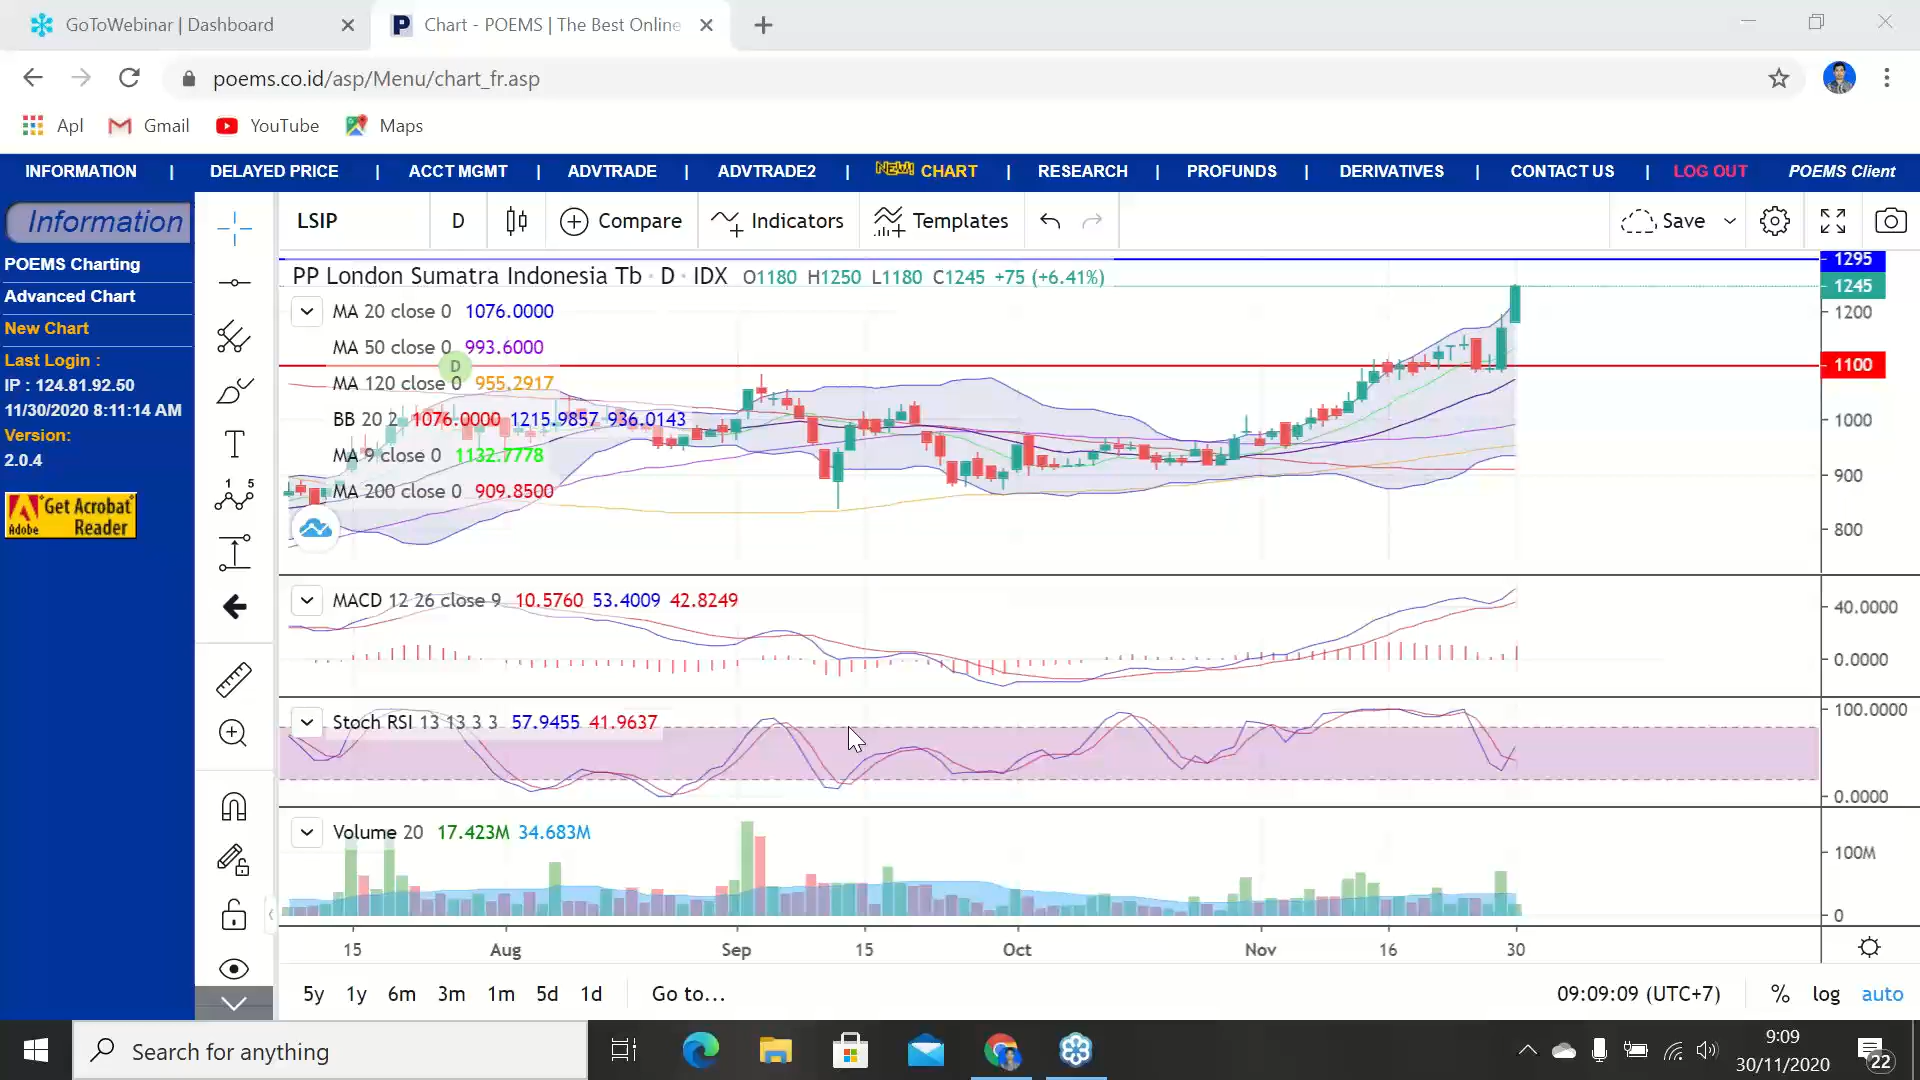 GoToWebinar | Dashboard
Chart - POEMS | The Best Online
poems.co.id/asp/Menu/chart_fr.asp
Apl Gmail YouTube Maps
INFORMATION | DELAYED PRICE | ACCT MGMT | ADVTRADE | ADVTRADE2 | NEW! CHART | RESEARCH | PROFUNDS | DERIVATIVES | CONTACT US | LOG OUT POEMS Client
Information
POEMS Charting
Advanced Chart
New Chart
Last Login :
IP : 124.81.92.50
11/30/2020 8:11:14 AM
Version:
2.0.4
Get Acrobat
Adobe Reader
1 5
LSIP D Compare Indicators Templates Save
PP London Sumatra Indonesia Tb · D · IDX O1180 H1250 L1180 C1245 +75 (+6.41%)
MA 20 close 0 1076.0000
MA 50 close 0 993.6000
D
MA 120 close 0 955.2917
BB 20 2 1076.0000 1215.9857 936.0143
MA 9 close 0 1132.7778
MA 200 close 0 909.8500
1295
1245
1200
1100
1000
900
800
MACD 12 26 close 9 10.5760 53.4009 42.8249
40.0000
0.0000
Stoch RSI 13 13 3 3 57.9455 41.9637
100.0000
0.0000
Volume 20 17.423M 34.683M
100M
0
15 Aug Sep 15 Oct Nov 16 30
5y 1y 6m 3m 1m 5d 1d Go to... 09:09:09 (UTC+7) % log auto
Search for anything
9:09
30/11/2020
22